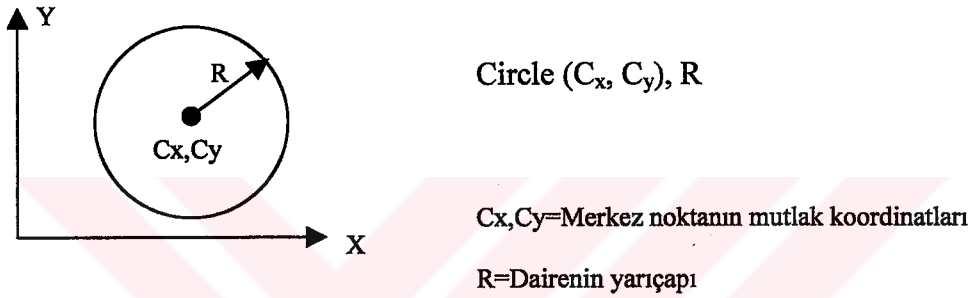 Y
R
Circle (Cx, Cy), R
Cx,Cy
Cx,Cy=Merkez noktanın mutlak koordinatları
X
R=Dairenin yarıçapı